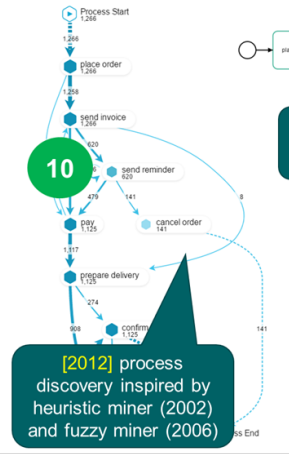 Process Start
1,266
1,266
place order
1,266
pla
1,258
send invoice
1,266
620
10
send reminder
620
479
141
8
pay
1,125
cancel order
141
1,117
prepare delivery
1,125
274
908
confirm
1,125
141
[2012] process
discovery inspired by
heuristic miner (2002)
and fuzzy miner (2006)
ess End